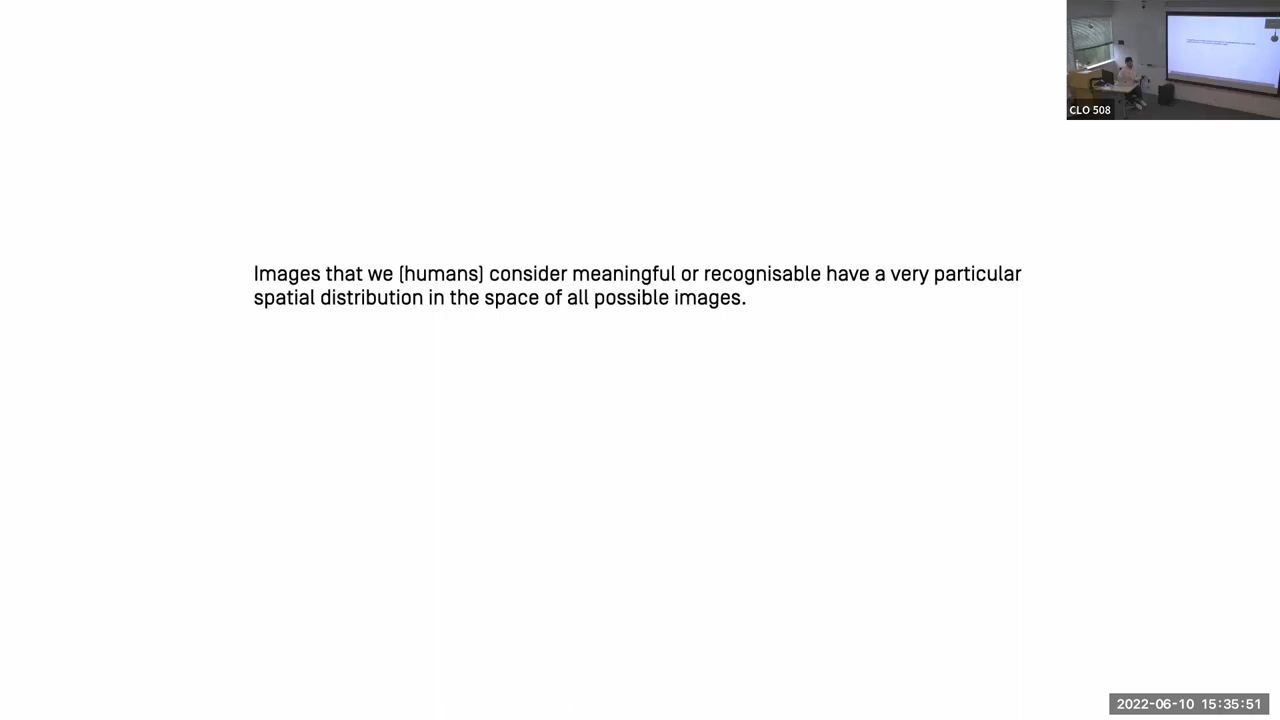 CLO 508
Images that we (humans) consider meaningful or recognisable have a very particular
spatial distribution in the space of all possible images.
2022-06-10 15:35:51